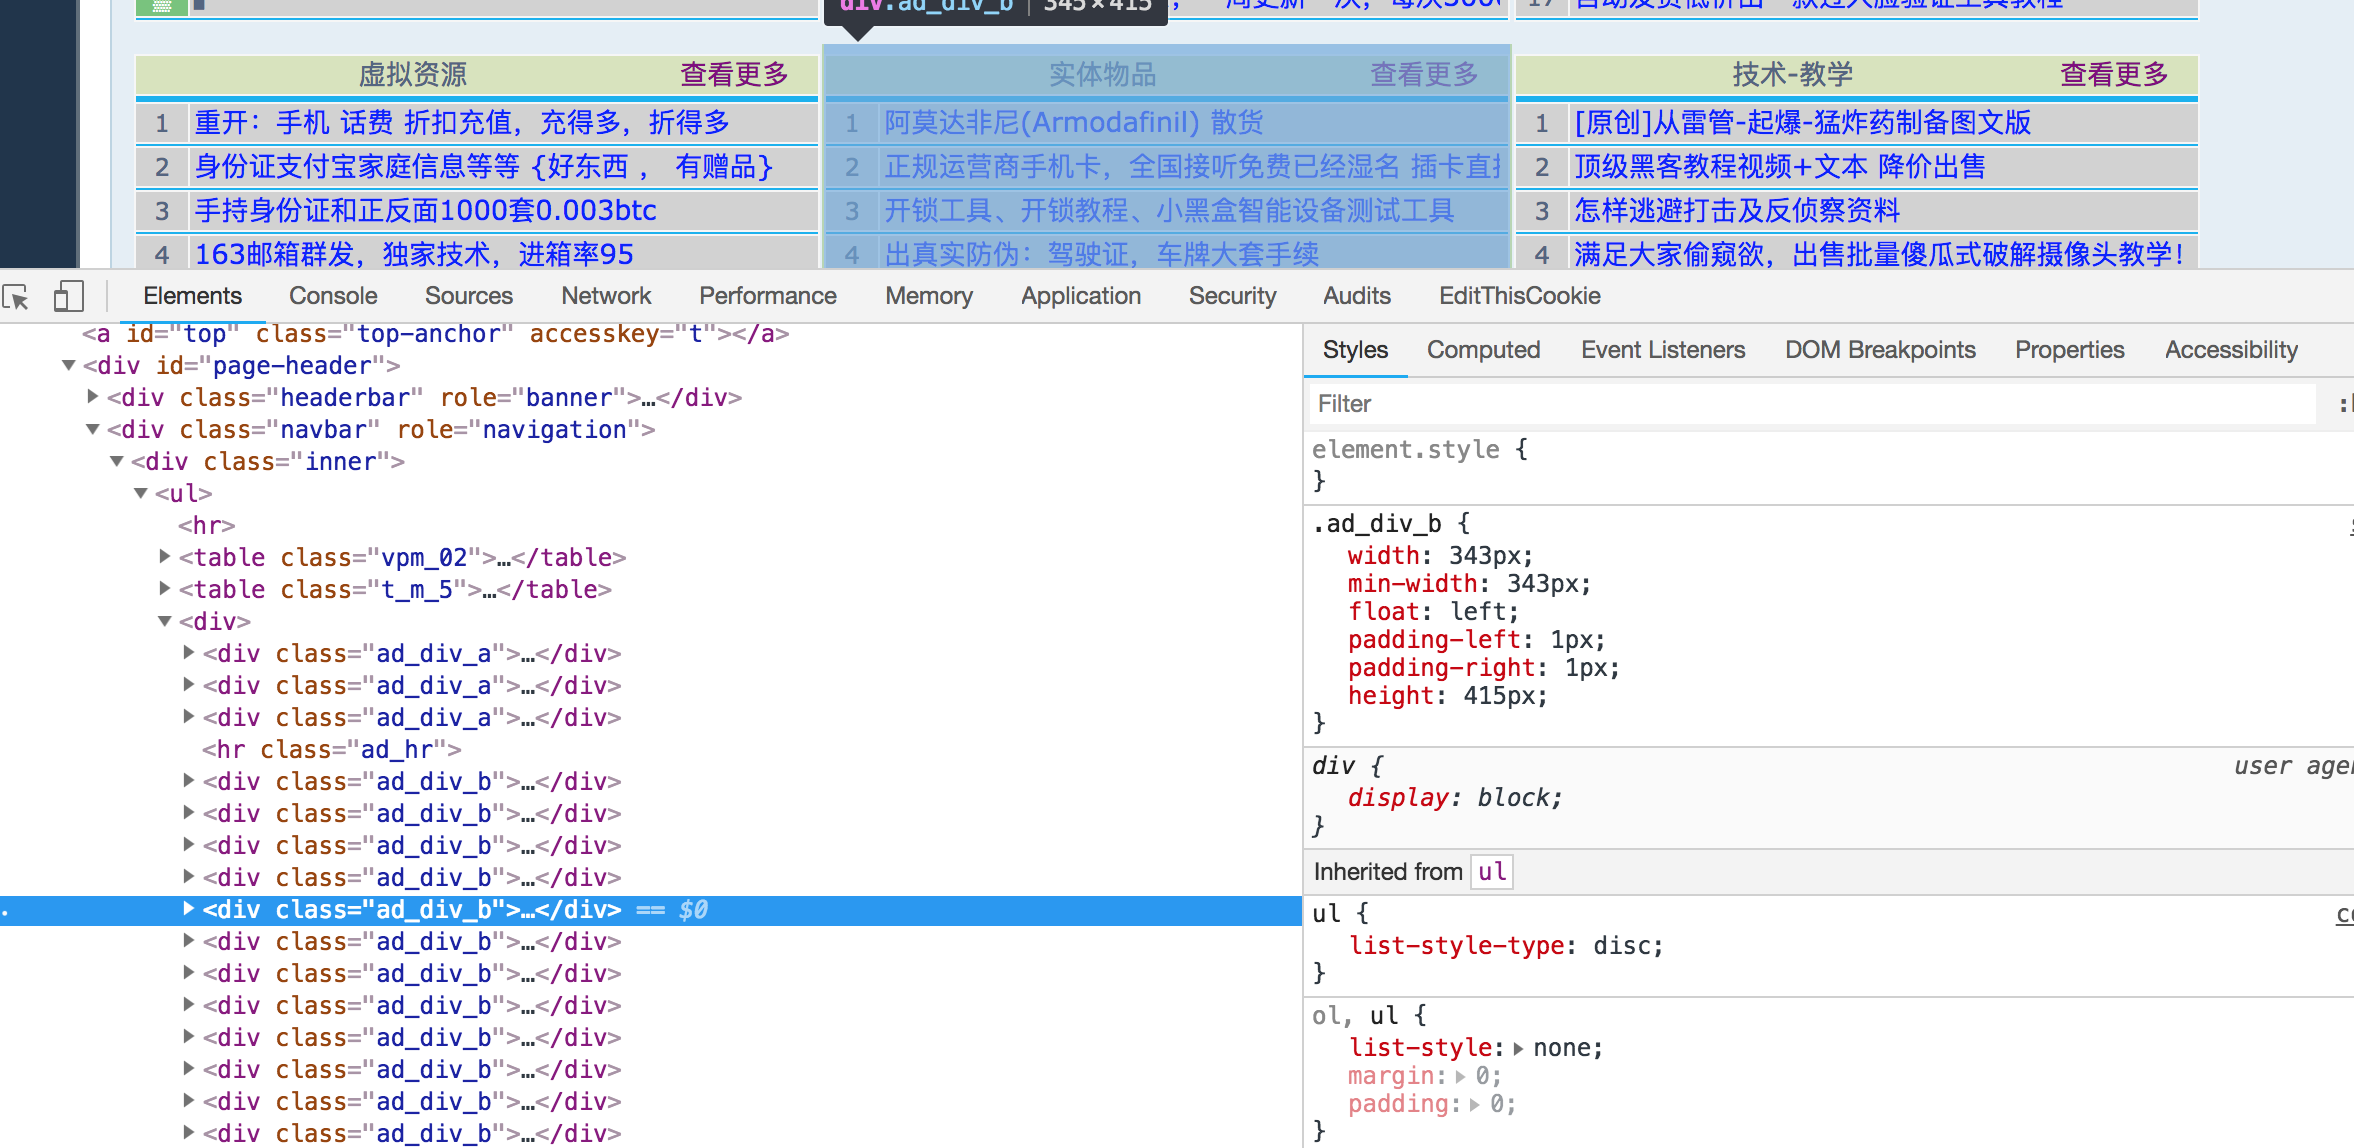 div.ad_div_b | 345×415
虚拟资源 查看更多
1 重开：手机 话费 折扣充值，充得多，折得多
2 身份证支付宝家庭信息等等 {好东西 ， 有赠品}
3 手持身份证和正反面1000套0.003btc
4 163邮箱群发，独家技术，进箱率95
实体物品 查看更多
1 阿莫达非尼(Armodafinil) 散货
2 正规运营商手机卡，全国接听免费已经湿名 插卡直
3 开锁工具、开锁教程、小黑盒智能设备测试工具
4 出真实防伪：驾驶证，车牌大套手续
17 自动发货低价出一款过人脸验证工具教程
技术-教学 查看更多
1 [原创]从雷管-起爆-猛炸药制备图文版
2 顶级黑客教程视频+文本 降价出售
3 怎样逃避打击及反侦察资料
4 满足大家偷窥欲，出售批量傻瓜式破解摄像头教学！
Elements Console Sources Network Performance Memory Application Security Audits EditThisCookie
<a id="top" class="top-anchor" accesskey="t"></a>
▼<div id="page-header">
▶<div class="headerbar" role="banner">…</div>
▼<div class="navbar" role="navigation">
▼<div class="inner">
▼<ul>
<hr>
▶<table class="vpm_02">…</table>
▶<table class="t_m_5">…</table>
▼<div>
▶<div class="ad_div_a">…</div>
▶<div class="ad_div_a">…</div>
▶<div class="ad_div_a">…</div>
<hr class="ad_hr">
▶<div class="ad_div_b">…</div>
▶<div class="ad_div_b">…</div>
▶<div class="ad_div_b">…</div>
▶<div class="ad_div_b">…</div>
▶<div class="ad_div_b">…</div> == $0
▶<div class="ad_div_b">…</div>
▶<div class="ad_div_b">…</div>
▶<div class="ad_div_b">…</div>
▶<div class="ad_div_b">…</div>
▶<div class="ad_div_b">…</div>
▶<div class="ad_div_b">…</div>
▶<div class="ad_div_b">…</div>
Styles Computed Event Listeners DOM Breakpoints Properties Accessibility
Filter
element.style {
}
.ad_div_b {
width: 343px;
min-width: 343px;
float: left;
padding-left: 1px;
padding-right: 1px;
height: 415px;
}
div { user age
display: block;
}
Inherited from ul
ul {
list-style-type: disc;
}
ol, ul {
list-style:▶ none;
margin:▶ 0;
padding:▶ 0;
}